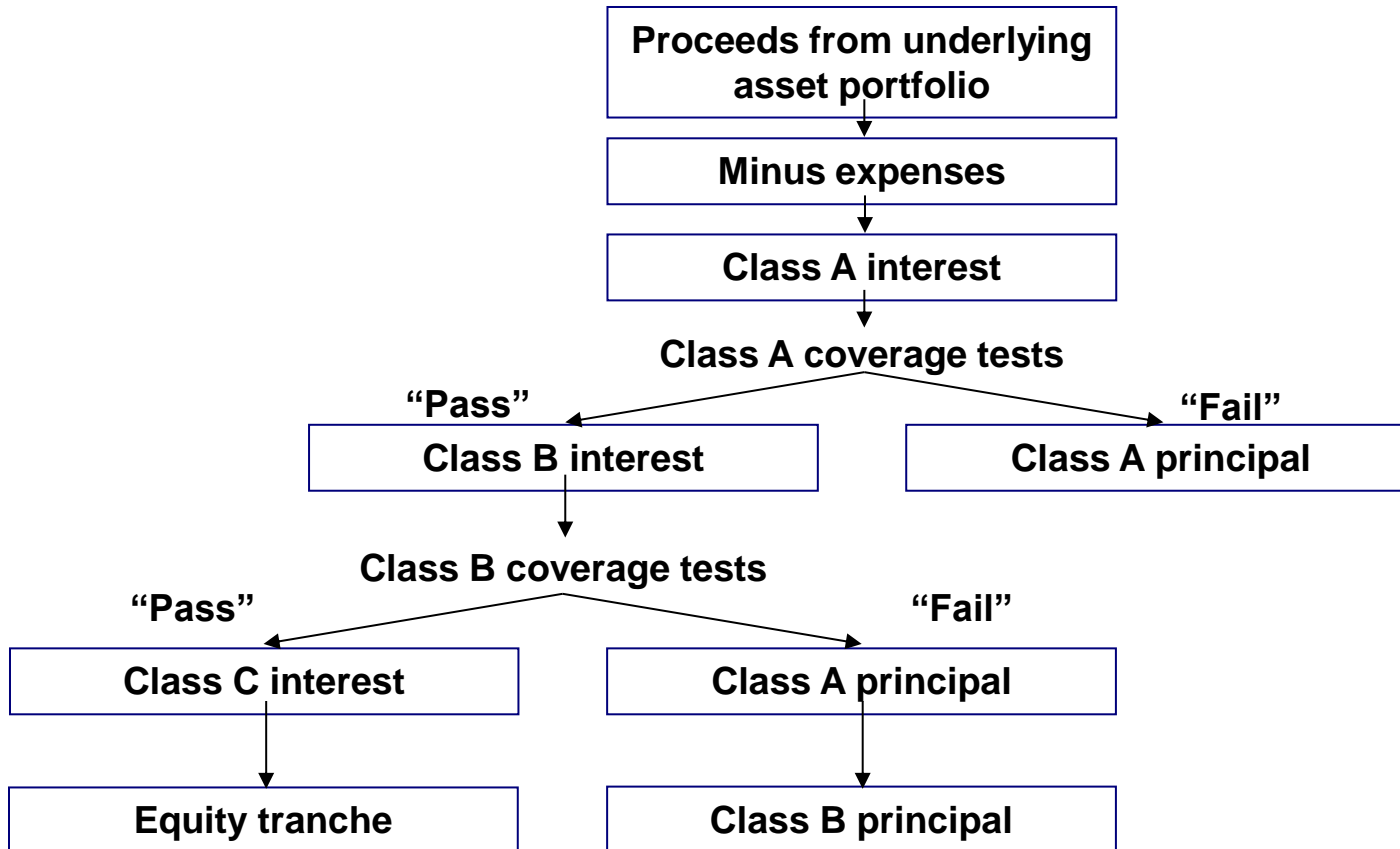 Proceeds from underlying
asset portfolio
Minus expenses
Class A interest
Class A coverage tests
“Pass”
“Fail”
Class B interest
Class A principal
Class B coverage tests
“Pass”
“Fail”
Class C interest
Class A principal
Equity tranche
Class B principal